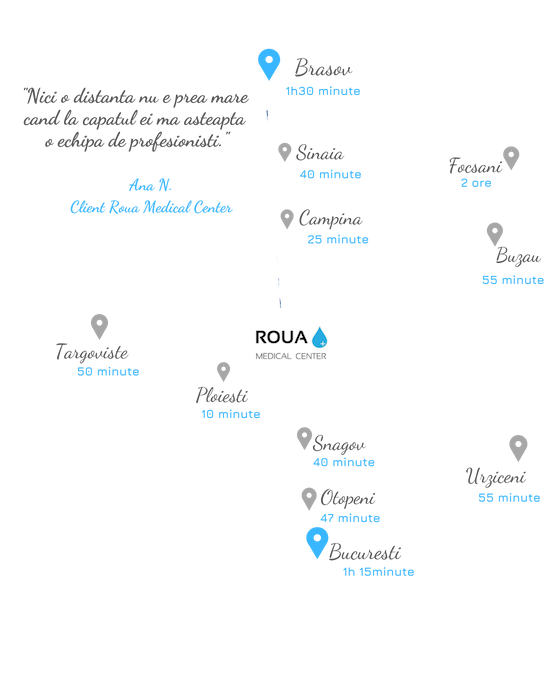 Brasov
1h30 minute
"Nici o distanta nu e prea mare
cand la capatul ei ma asteapta
o echipa de profesionisti."
Ana N.
Client Roua Medical Center
Sinaia
40 minute
Focsani
2 ore
Campina
25 minute
Buzau
55 minute
ROUA
MEDICAL CENTER
Targoviste
50 minute
Ploiesti
10 minute
Snagov
40 minute
Urziceni
55 minute
Otopeni
47 minute
Bucuresti
1h 15minute